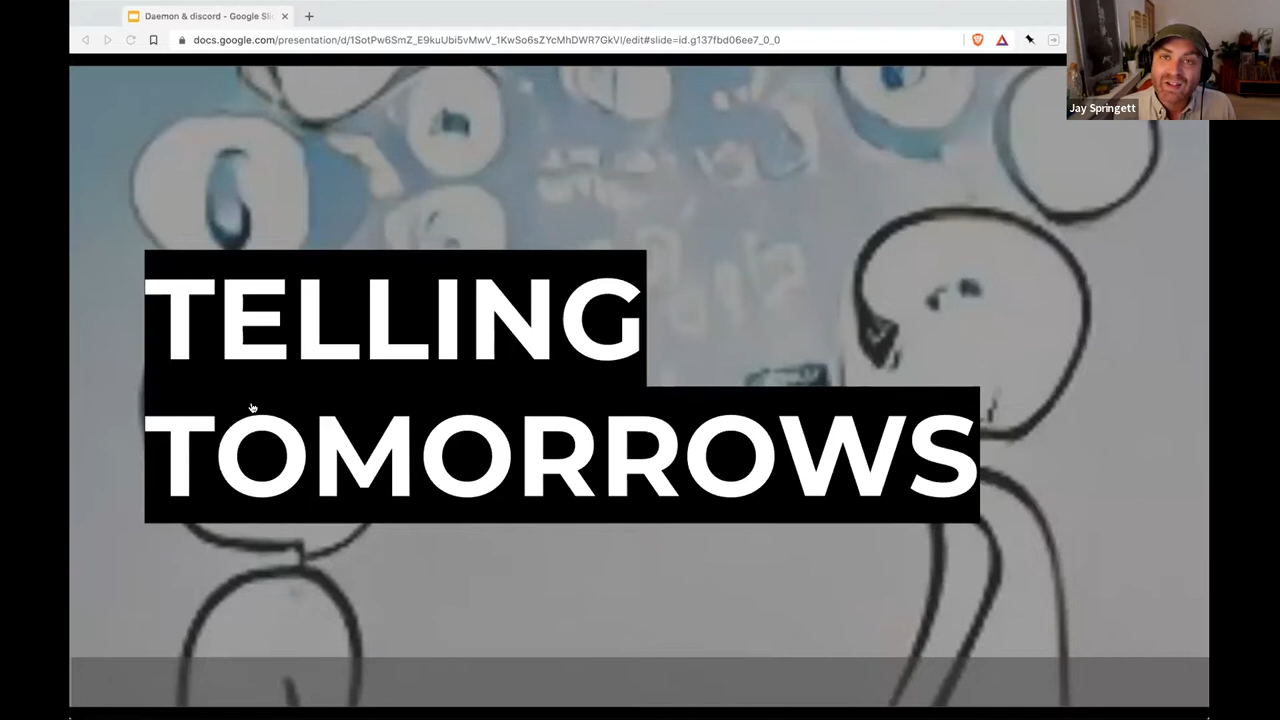 Daemon & discord - Google Sli
docs.google.com/presentation/d/1SotPw6SmZ_E9kuUbi5vMwV_1KwSo6sZYcMhDWR7GkVI/edit#slide=id.g137fbd06ee7_0_0
Jay Springett
TELLING
TOMORROWS